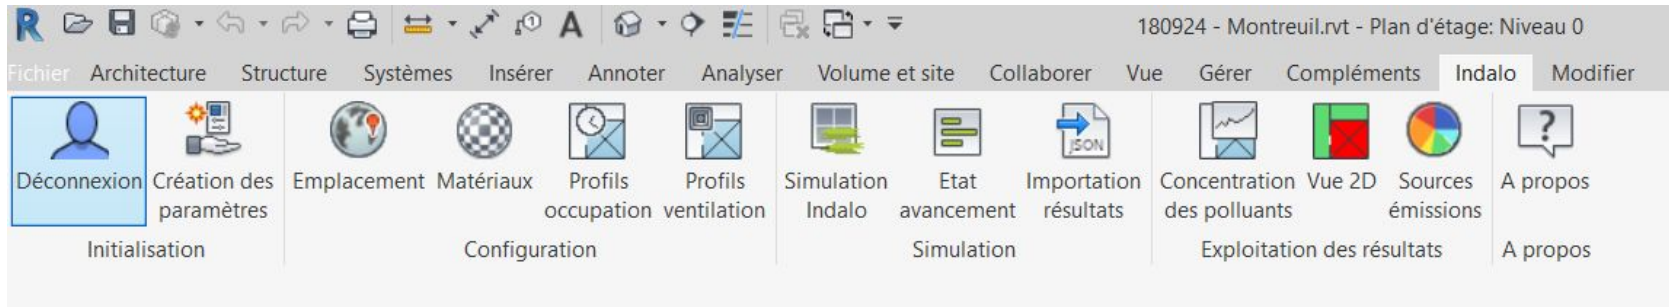 180924 - Montreuil.rvt - Plan d'étage: Niveau 0
Fichier Architecture Structure Systèmes Insérer Annoter Analyser Volume et site Collaborer Vue Gérer Compléments Indalo Modifier
Déconnexion Création des paramètres Emplacement Matériaux Profils occupation Profils ventilation Simulation Indalo Etat avancement JSON Importation résultats Concentration des polluants Vue 2D Sources émissions A propos
Initialisation Configuration Simulation Exploitation des résultats A propos